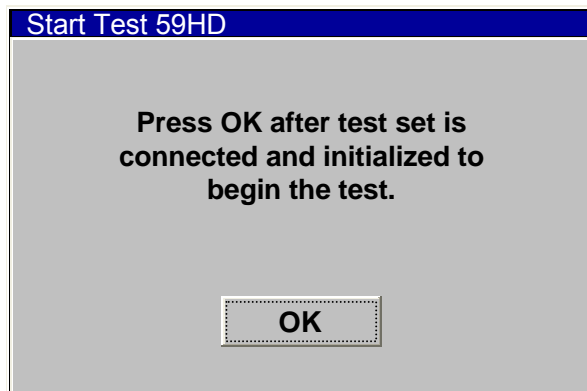 Start Test 59HD
Press OK after test set is
connected and initialized to
begin the test.
OK